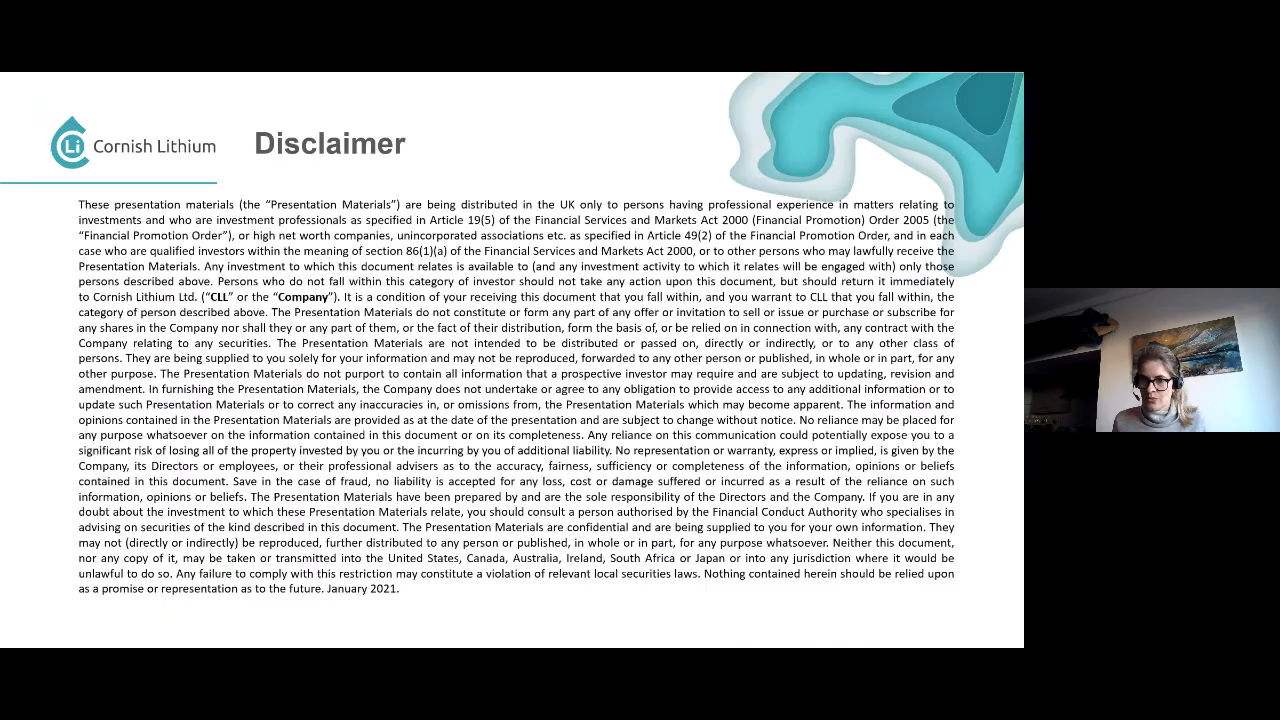 Li Cornish Lithium
Disclaimer
These presentation materials (the “Presentation Materials”) are being distributed in the UK only to persons having professional experience in matters relating to
investments and who are investment professionals as specified in Article 19(5) of the Financial Services and Markets Act 2000 (Financial Promotion) Order 2005 (the
“Financial Promotion Order”), or high net worth companies, unincorporated associations etc. as specified in Article 49(2) of the Financial Promotion Order, and in each
case who are qualified investors within the meaning of section 86(1)(a) of the Financial Services and Markets Act 2000, or to other persons who may lawfully receive the
Presentation Materials. Any investment to which this document relates is available to (and any investment activity to which it relates will be engaged with) only those
persons described above. Persons who do not fall within this category of investor should not take any action upon this document, but should return it immediately
to Cornish Lithium Ltd. (“CLL” or the “Company”). It is a condition of your receiving this document that you fall within, and you warrant to CLL that you fall within, the
category of person described above. The Presentation Materials do not constitute or form any part of any offer or invitation to sell or issue or purchase or subscribe for
any shares in the Company nor shall they or any part of them, or the fact of their distribution, form the basis of, or be relied on in connection with, any contract with the
Company relating to any securities. The Presentation Materials are not intended to be distributed or passed on, directly or indirectly, or to any other class of
persons. They are being supplied to you solely for your information and may not be reproduced, forwarded to any other person or published, in whole or in part, for any
other purpose. The Presentation Materials do not purport to contain all information that a prospective investor may require and are subject to updating, revision and
amendment. In furnishing the Presentation Materials, the Company does not undertake or agree to any obligation to provide access to any additional information or to
update such Presentation Materials or to correct any inaccuracies in, or omissions from, the Presentation Materials which may become apparent. The information and
opinions contained in the Presentation Materials are provided as at the date of the presentation and are subject to change without notice. No reliance may be placed for
any purpose whatsoever on the information contained in this document or on its completeness. Any reliance on this communication could potentially expose you to a
significant risk of losing all of the property invested by you or the incurring by you of additional liability. No representation or warranty, express or implied, is given by the
Company, its Directors or employees, or their professional advisers as to the accuracy, fairness, sufficiency or completeness of the information, opinions or beliefs
contained in this document. Save in the case of fraud, no liability is accepted for any loss, cost or damage suffered or incurred as a result of the reliance on such
information, opinions or beliefs. The Presentation Materials have been prepared by and are the sole responsibility of the Directors and the Company. If you are in any
doubt about the investment to which these Presentation Materials relate, you should consult a person authorised by the Financial Conduct Authority who specialises in
advising on securities of the kind described in this document. The Presentation Materials are confidential and are being supplied to you for your own information. They
may not (directly or indirectly) be reproduced, further distributed to any person or published, in whole or in part, for any purpose whatsoever. Neither this document,
nor any copy of it, may be taken or transmitted into the United States, Canada, Australia, Ireland, South Africa or Japan or into any jurisdiction where it would be
unlawful to do so. Any failure to comply with this restriction may constitute a violation of relevant local securities laws. Nothing contained herein should be relied upon
as a promise or representation as to the future. January 2021.